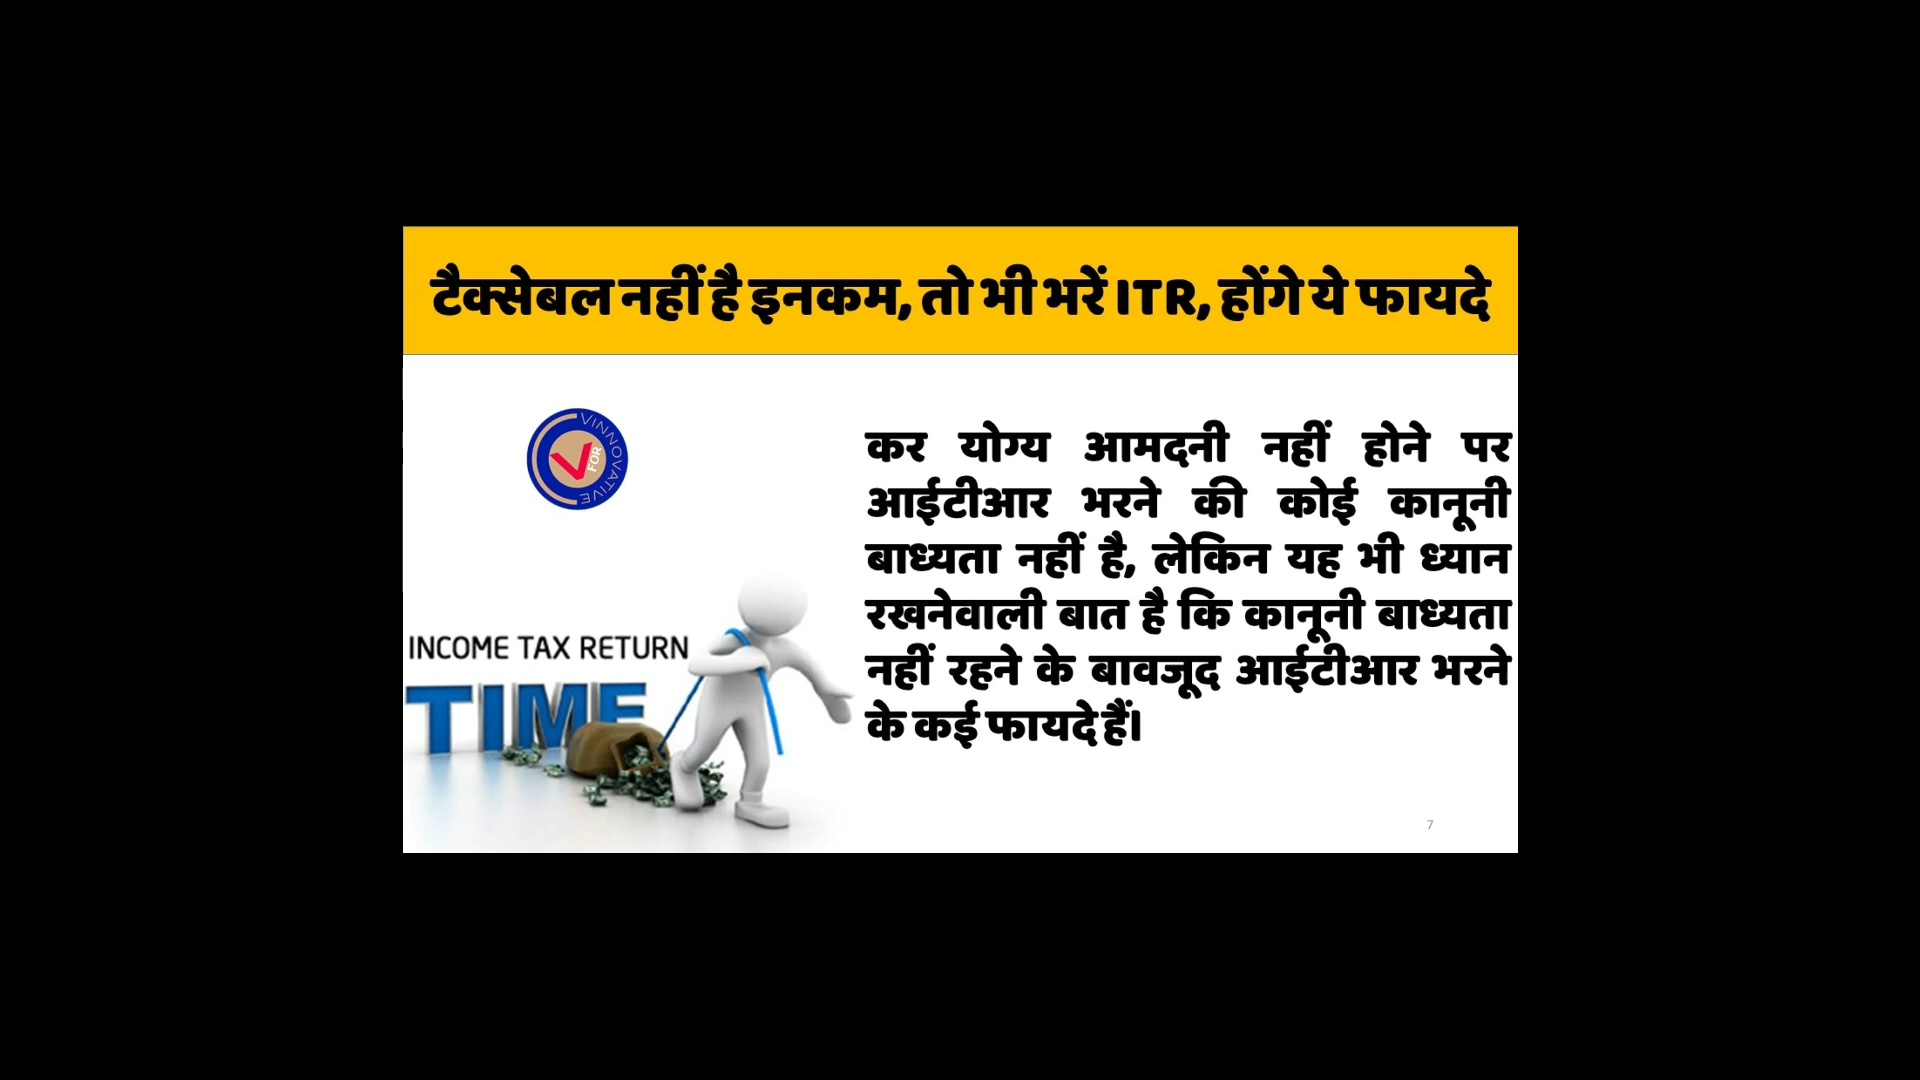 टैक्सेबल नहीं है इनकम, तो भी भरें ITR, होंगे ये फायदे
VINNOVATIVE
V FOR
कर योग्य आमदनी नहीं होने पर
आईटीआर भरने की कोई कानूनी
बाध्यता नहीं है, लेकिन यह भी ध्यान
रखनेवाली बात है कि कानूनी बाध्यता
नहीं रहने के बावजूद आईटीआर भरने
के कई फायदे हैं।
INCOME TAX RETURN
TIME
7